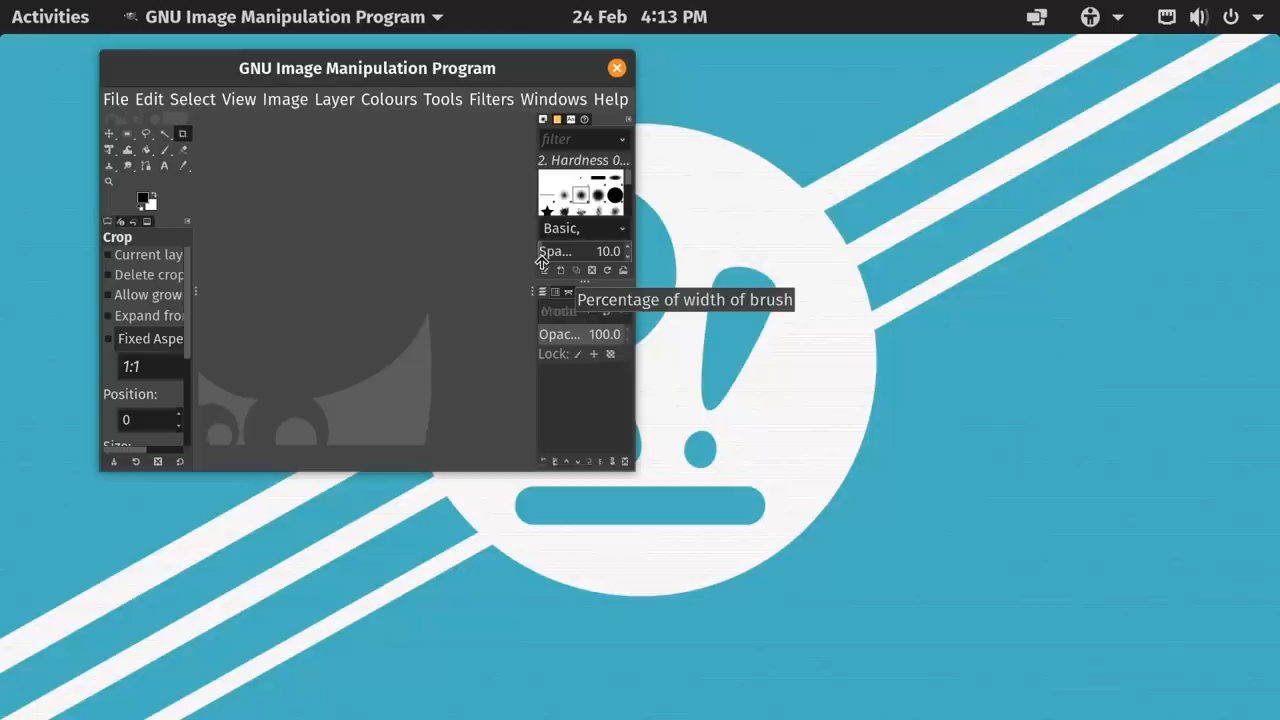 Activities GNU Image Manipulation Program 24 Feb 4:13 PM
GNU Image Manipulation Program
File Edit Select View Image Layer Colours Tools Filters Windows Help
filter
2. Hardness 0...
Basic,
Spa... 10.0
Crop
Current lay
Delete crop
Allow grow
Expand fro
Fixed Aspe
1:1
Position:
0
Size:
Percentage of width of brush
Mode
Opac... 100.0
Lock: